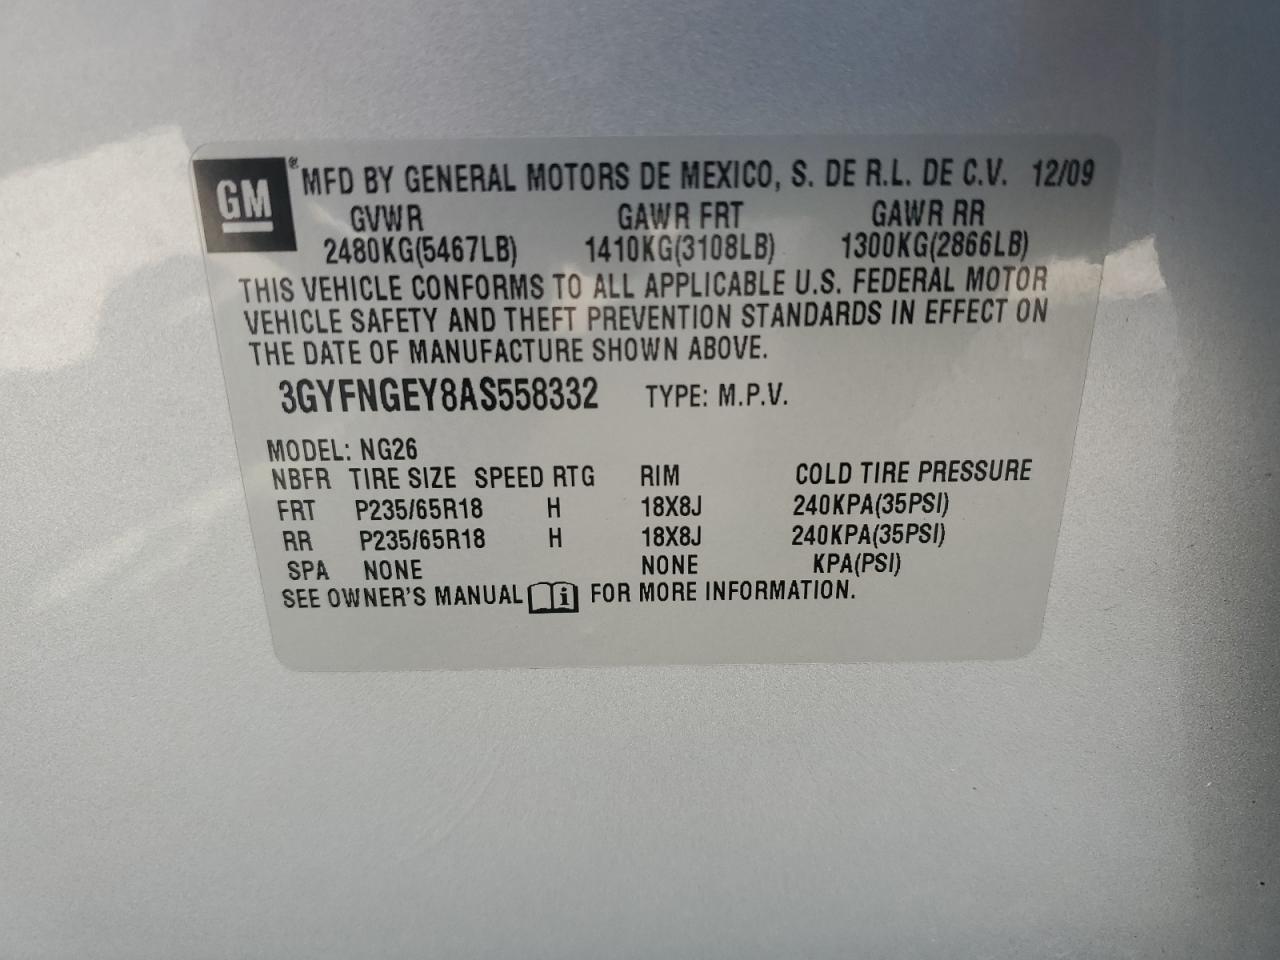 GM ® MFD BY GENERAL MOTORS DE MEXICO, S. DE R.L. DE C.V. 12/09
GVWR GAWR FRT GAWR RR
2480KG(5467LB) 1410KG(3108LB) 1300KG(2866LB)
THIS VEHICLE CONFORMS TO ALL APPLICABLE U.S. FEDERAL MOTOR
VEHICLE SAFETY AND THEFT PREVENTION STANDARDS IN EFFECT ON
THE DATE OF MANUFACTURE SHOWN ABOVE.
3GYFNGEY8AS558332 TYPE: M.P.V.
MODEL: NG26
NBFR TIRE SIZE SPEED RTG RIM COLD TIRE PRESSURE
FRT P235/65R18 H 18X8J 240KPA(35PSI)
RR P235/65R18 H 18X8J 240KPA(35PSI)
SPA NONE NONE KPA(PSI)
SEE OWNER'S MANUAL i FOR MORE INFORMATION.